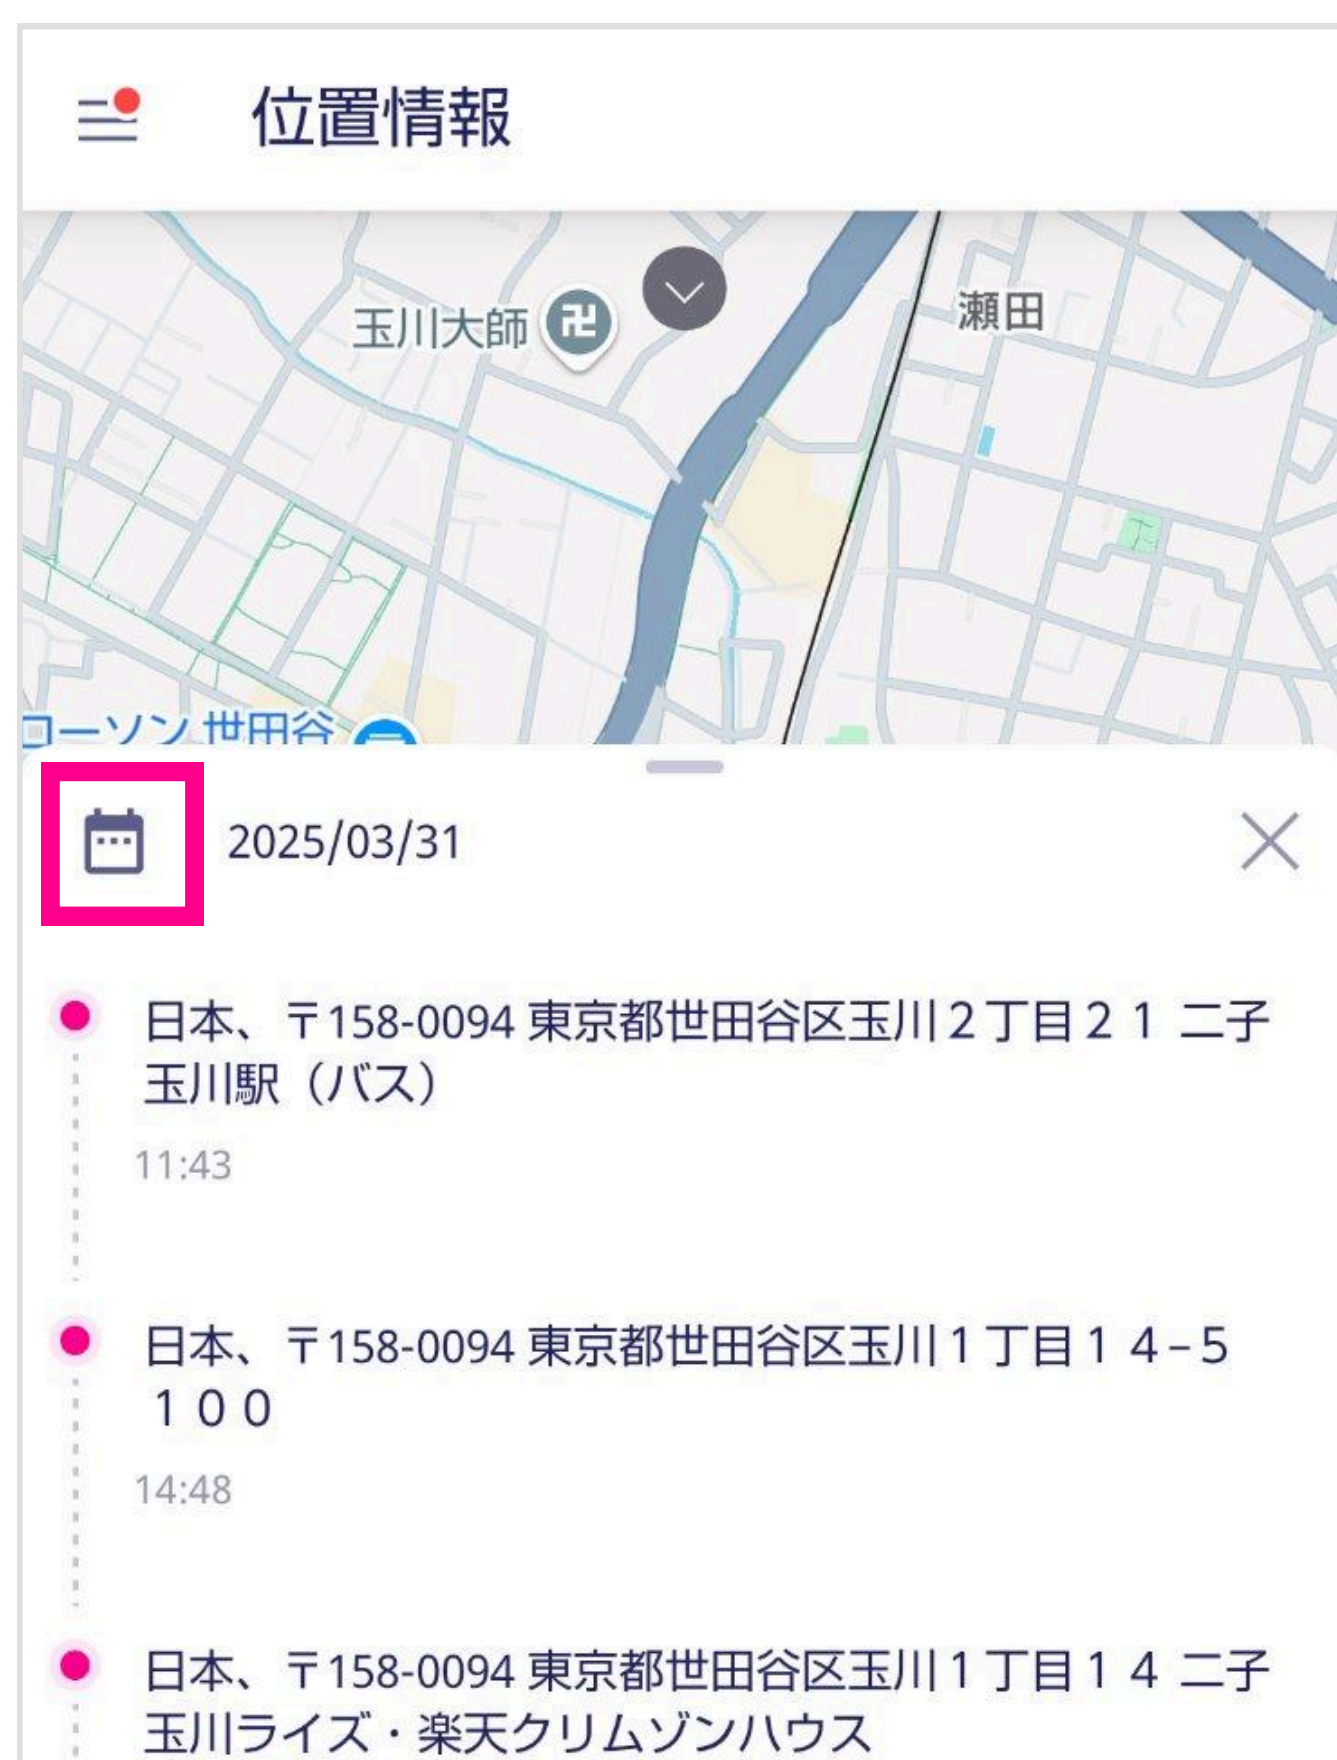 位置情報
玉川大師
瀬田
ローソン 世田谷
2025/03/31
日本、〒158-0094 東京都世田谷区玉川２丁目２１ 二子
玉川駅（バス）
11:43
日本、〒158-0094 東京都世田谷区玉川１丁目１４−５
１００
14:48
日本、〒158-0094 東京都世田谷区玉川１丁目１４ 二子
玉川ライズ・楽天クリムゾンハウス